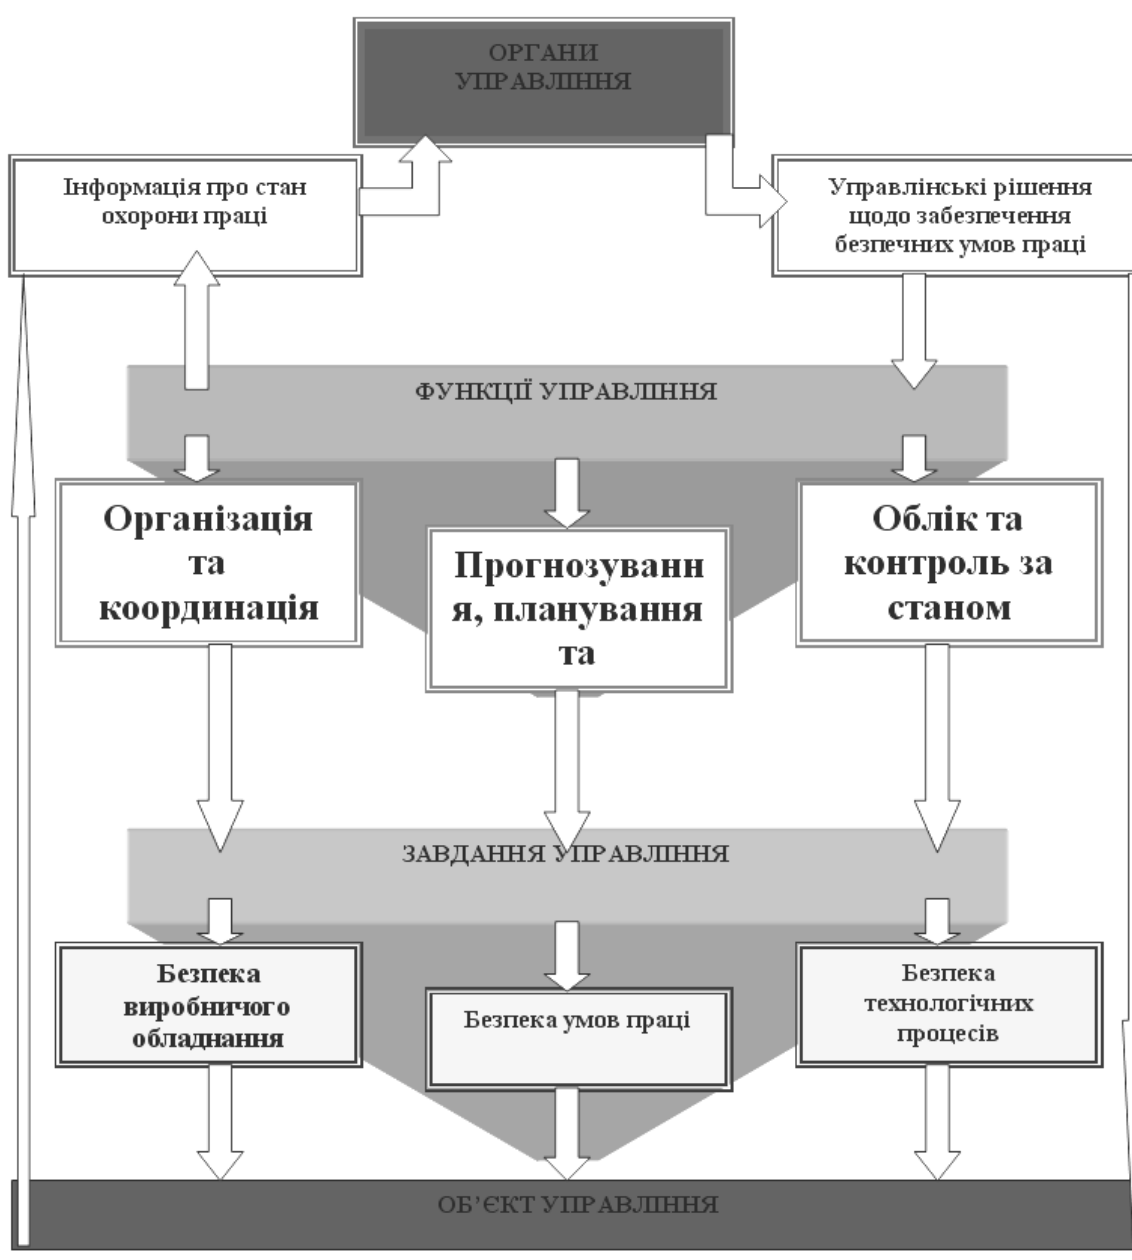 ОРГАНИ
УПРАВЛІННЯ
Інформація про стан
охорони праці
Управлінські рішення
щодо забезпечення
безпечних умов праці
ФУНКЦІЇ УПРАВЛІННЯ
Організація
та
координація
Прогнозуванн
я, планування
та
Облік та
контроль за
станом
ЗАВДАННЯ УПРАВЛІННЯ
Безпека
виробничого
обладнання
Безпека умов праці
Безпека
технологічних
процесів
ОБ’ЄКТ УПРАВЛІННЯ